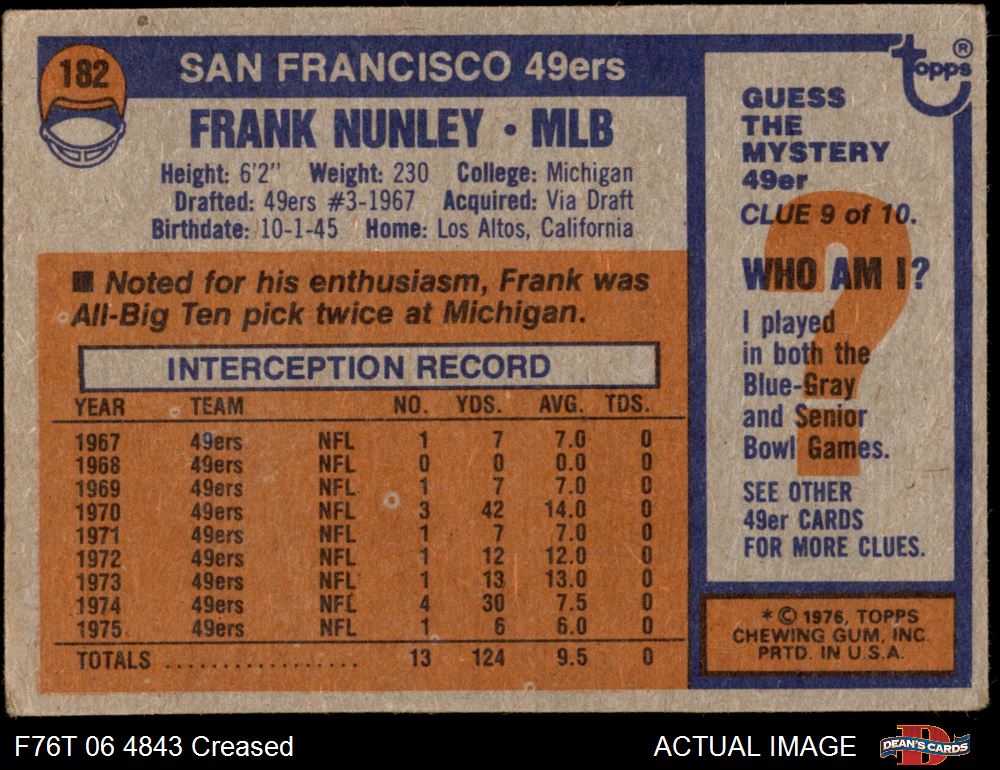 182
SAN FRANCISCO 49ers
FRANK NUNLEY • MLB
Height: 6'2" Weight: 230 College: Michigan
Drafted: 49ers #3-1967 Acquired: Via Draft
Birthdate: 10-1-45 Home: Los Altos, California
■ Noted for his enthusiasm, Frank was
All-Big Ten pick twice at Michigan.
INTERCEPTION RECORD
YEAR TEAM NO. YDS. AVG. TDS.
1967 49ers NFL 1 7 7.0 0
1968 49ers NFL 0 0 0.0 0
1969 49ers NFL 1 7 7.0 0
1970 49ers NFL 3 42 14.0 0
1971 49ers NFL 1 7 7.0 0
1972 49ers NFL 1 12 12.0 0
1973 49ers NFL 1 13 13.0 0
1974 49ers NFL 4 30 7.5 0
1975 49ers NFL 1 6 6.0 0
TOTALS .................. 13 124 9.5 0
topps®
GUESS
THE
MYSTERY
49er
CLUE 9 of 10.
WHO AM I?
I played
in both the
Blue-Gray
and Senior
Bowl Games.
SEE OTHER
49er CARDS
FOR MORE CLUES.
* © 1976, TOPPS
CHEWING GUM, INC.
PRTD. IN U.S.A.
F76T 06 4843 Creased
ACTUAL IMAGE
DEAN'S CARDS